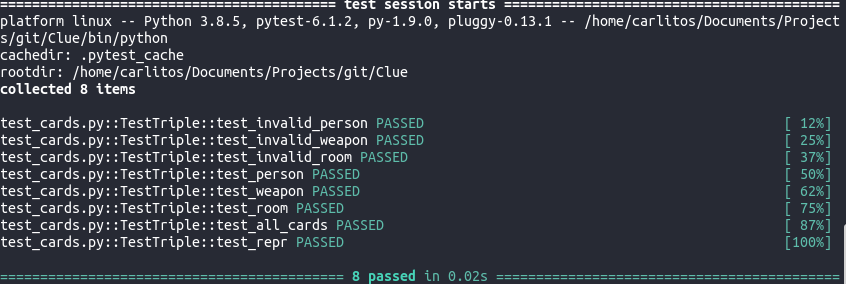 ========================================== test session starts ==========================================
platform linux -- Python 3.8.5, pytest-6.1.2, py-1.9.0, pluggy-0.13.1 -- /home/carlitos/Documents/Project
s/git/Clue/bin/python
cachedir: .pytest_cache
rootdir: /home/carlitos/Documents/Projects/git/Clue
collected 8 items
test_cards.py::TestTriple::test_invalid_person PASSED [ 12%]
test_cards.py::TestTriple::test_invalid_weapon PASSED [ 25%]
test_cards.py::TestTriple::test_invalid_room PASSED [ 37%]
test_cards.py::TestTriple::test_person PASSED [ 50%]
test_cards.py::TestTriple::test_weapon PASSED [ 62%]
test_cards.py::TestTriple::test_room PASSED [ 75%]
test_cards.py::TestTriple::test_all_cards PASSED [ 87%]
test_cards.py::TestTriple::test_repr PASSED [100%]
=========================================== 8 passed in 0.02s ===========================================